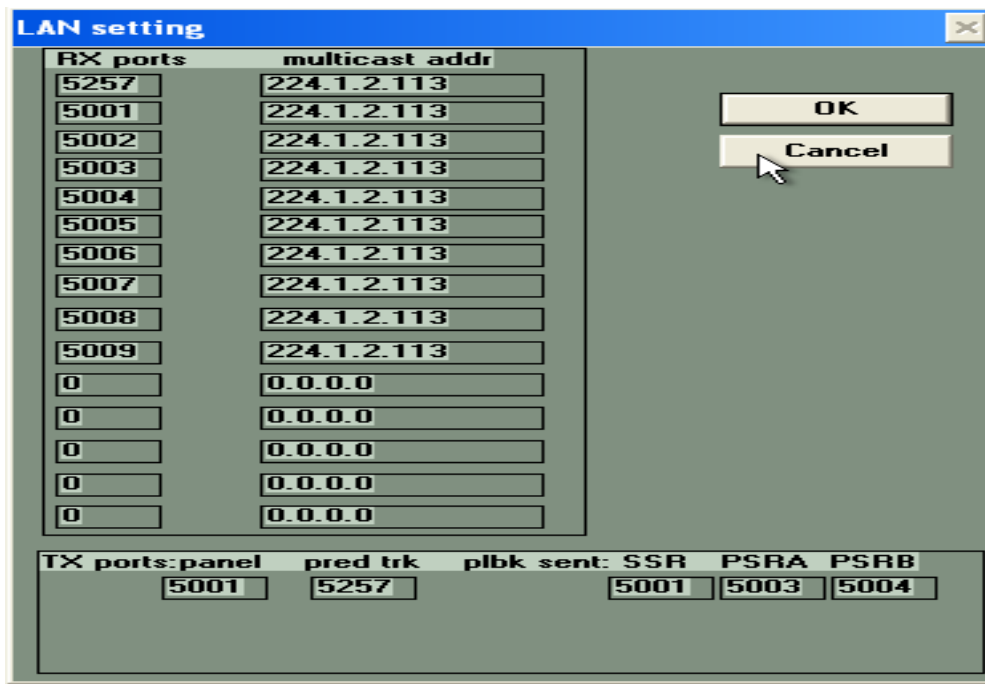 LAN setting
RX ports multicast addr
5257 224.1.2.113
5001 224.1.2.113
OK
5002 224.1.2.113
Cancel
5003 224.1.2.113
5004 224.1.2.113
5005 224.1.2.113
5006 224.1.2.113
5007 224.1.2.113
5008 224.1.2.113
5009 224.1.2.113
0 0.0.0.0
0 0.0.0.0
0 0.0.0.0
0 0.0.0.0
0 0.0.0.0
TX ports:panel pred trk plbk sent: SSR PSRA PSRB
5001 5257 5001 5003 5004